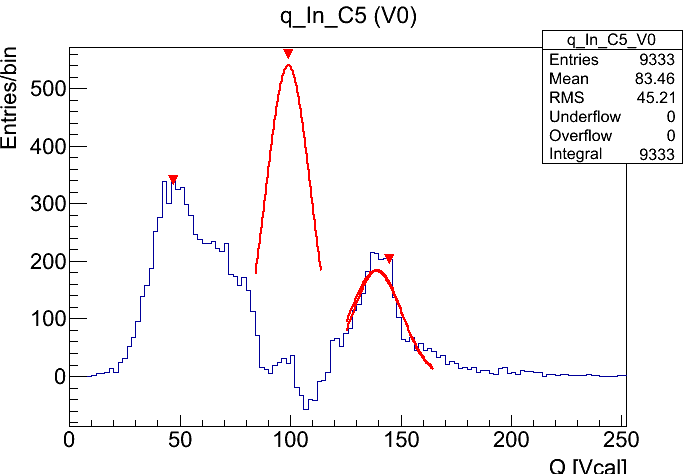 q_In_C5 (V0)
q_In_C5_V0
Entries 9333
Mean 83.46
RMS 45.21
Underflow 0
Overflow 0
Integral 9333
Entries/bin
500
400
300
200
100
0
0 50 100 150 200 250
Q [Vcal]